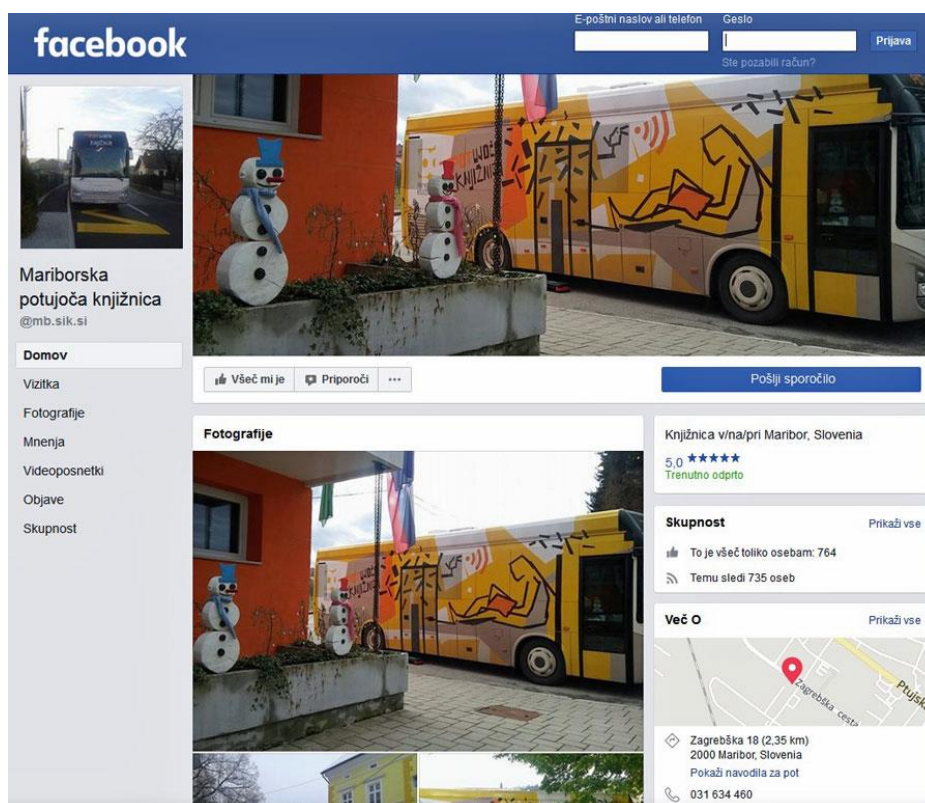 facebook
E-poštni naslov ali telefon
Geslo
Prijava
Ste pozabili račun?
Mariborska
potujoča knjižnica
@mb.sik.si
Domov
Vizitka
Fotografije
Mnenja
Videoposnetki
Objave
Skupnost
Všeč mi je
Priporoči
Pošlji sporočilo
Fotografije
Knjižnica v/na/pri Maribor, Slovenia
5,0
Trenutno odprto
Skupnost
Prikaži vse
To je všeč toliko osebam: 764
Temu sledi 735 oseb
Več O
Prikaži vse
Zagrebška cesta
Zagrebška 18 (2,35 km)
2000 Maribor, Slovenia
Pokaži navodila za pot
031 634 460